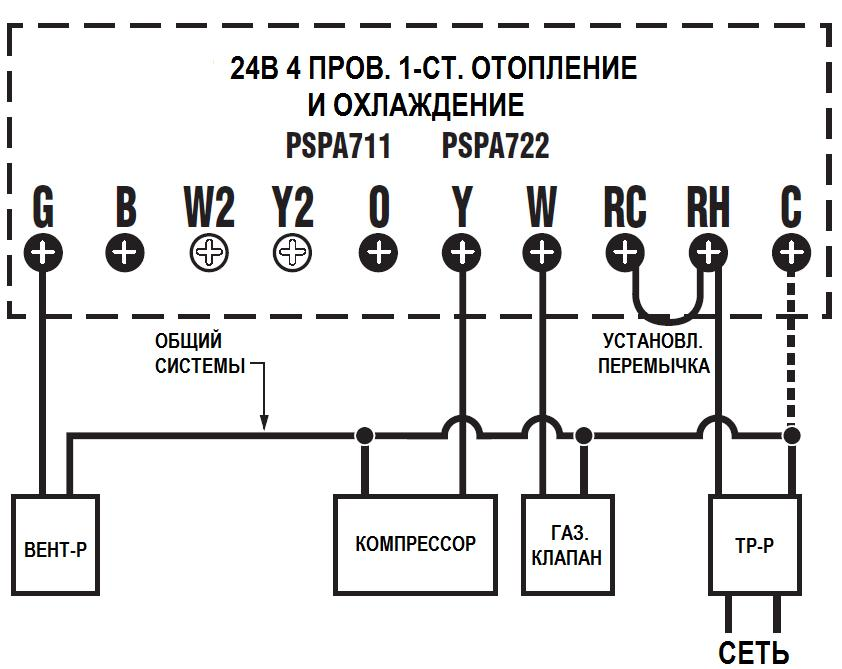 24В 4 ПРОВ. 1-СТ. ОТОПЛЕНИЕ
И ОХЛАЖДЕНИЕ
PSPA711 PSPA722
G B W2 Y2 O Y W RC RH C
ОБЩИЙ
СИСТЕМЫ
УСТАНОВЛ.
ПЕРЕМЫЧКА
ВЕНТ-Р
КОМПРЕССОР
ГАЗ.
КЛАПАН
ТР-Р
СЕТЬ